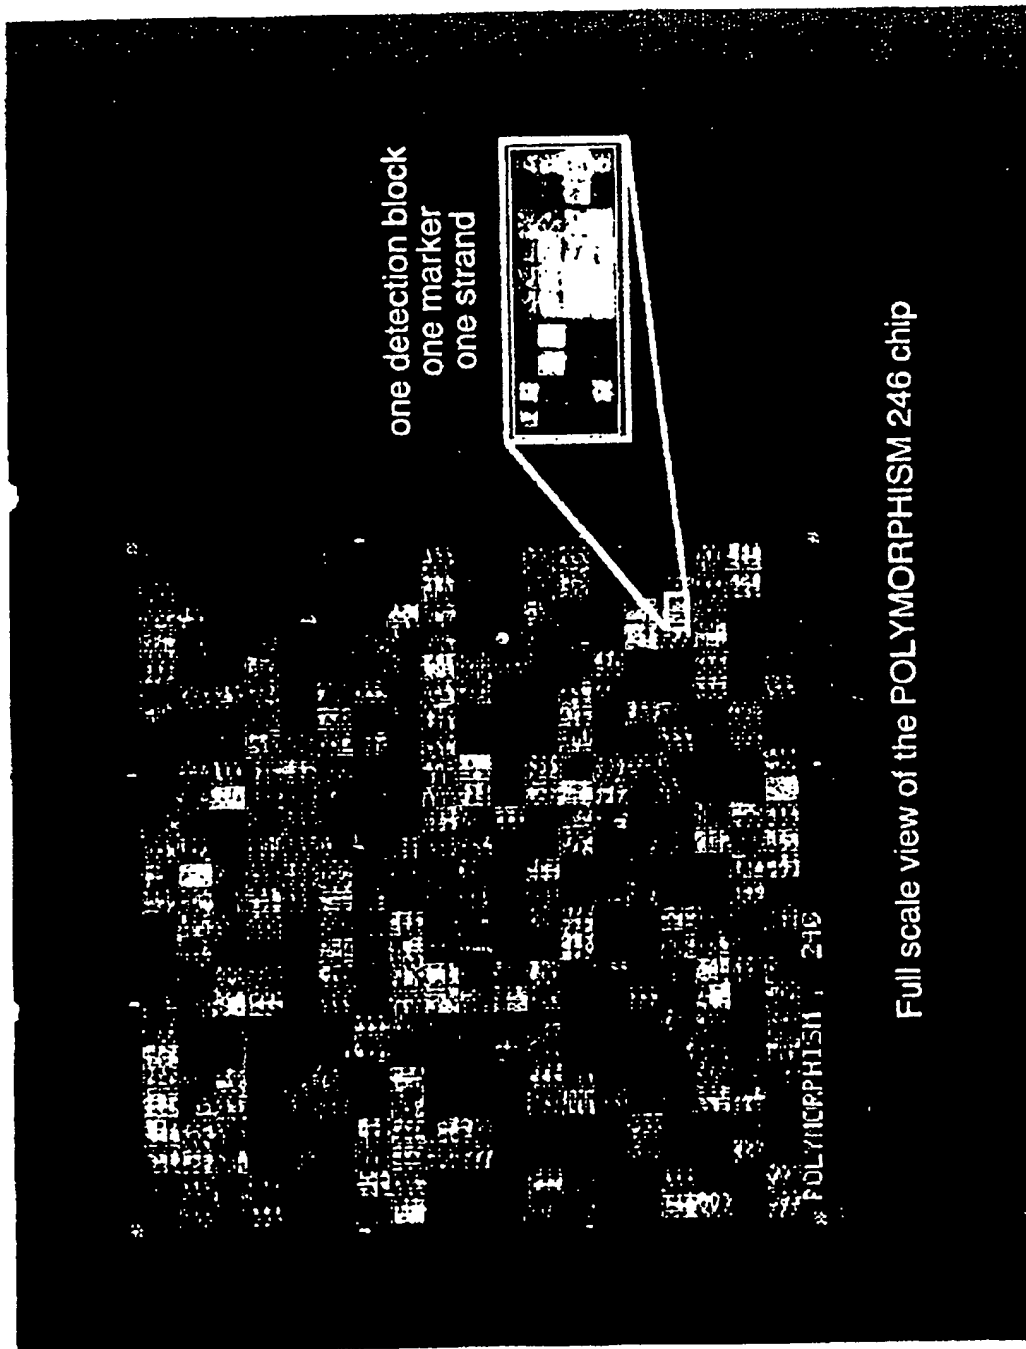 one detection block
one marker
one strand
POLYMORPHISM : 246
Full scale view of the POLYMORPHISM 246 chip